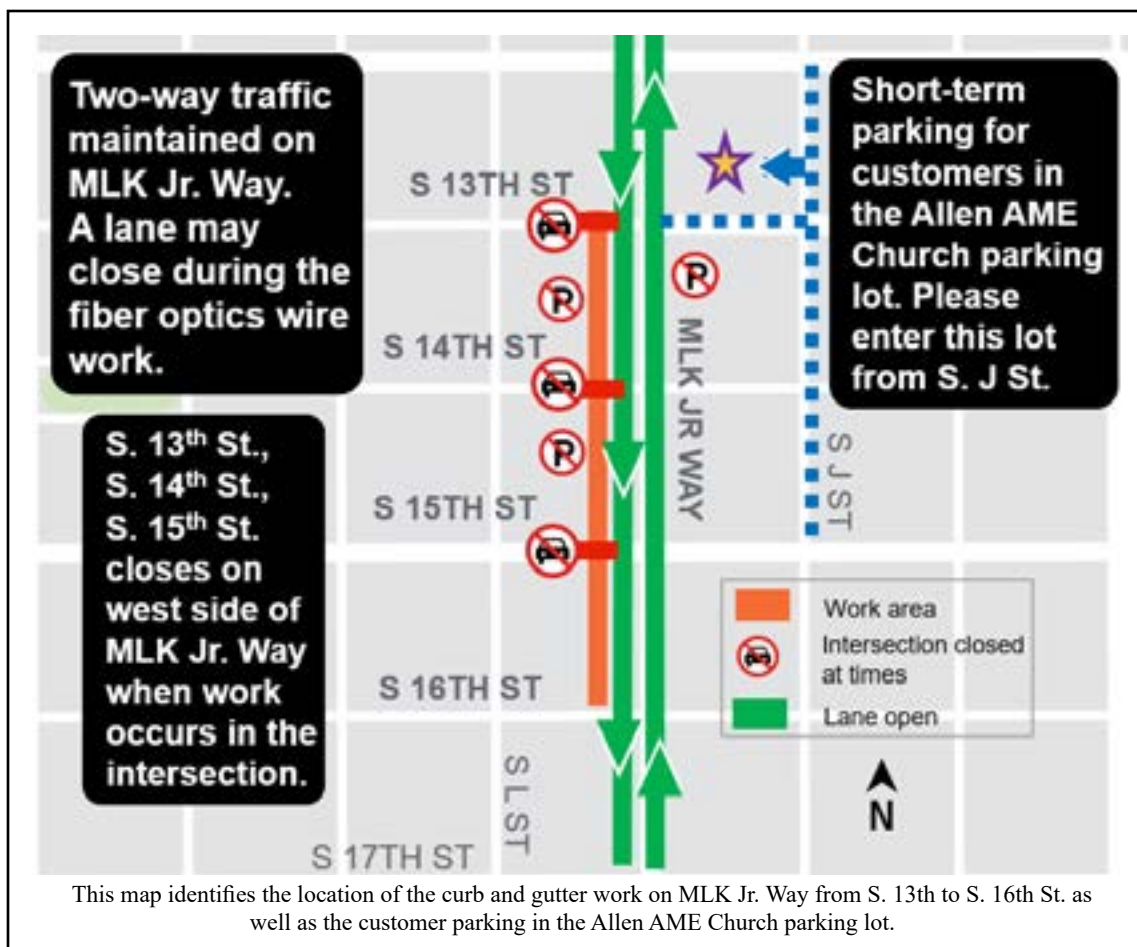 Two-way traffic
maintained on
MLK Jr. Way.
A lane may
close during the
fiber optics wire
work.
S. 13th St.,
S. 14th St.,
S. 15th St.
closes on
west side of
MLK Jr. Way
when work
occurs in the
intersection.
Short-term
parking for
customers in
the Allen AME
Church parking
lot. Please
enter this lot
from S. J St.
S 13TH ST
P
P
S 14TH ST
MLK JR WAY
P
S 15TH ST
S J ST
S 16TH ST
S L ST
S 17TH ST
Work area
Intersection closed
at times
Lane open
N
This map identifies the location of the curb and gutter work on MLK Jr. Way from S. 13th to S. 16th St. as
well as the customer parking in the Allen AME Church parking lot.